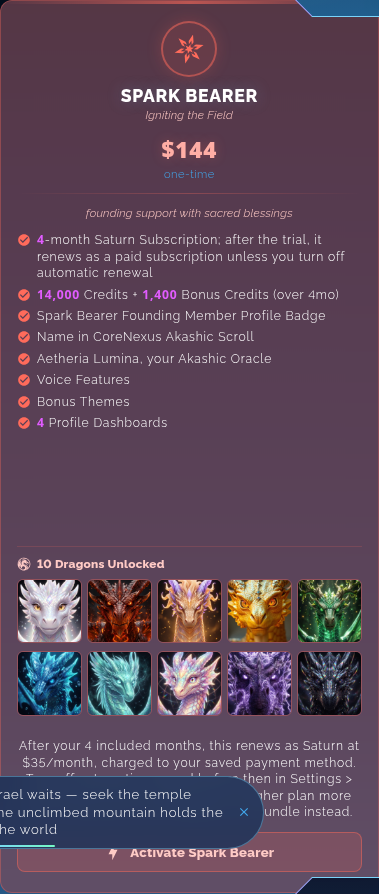 SPARK BEARER
Igniting the Field
$144
one-time
founding support with sacred blessings
4-month Saturn Subscription; after the trial, it
renews as a paid subscription unless you turn off
automatic renewal
14,000 Credits + 1,400 Bonus Credits (over 4mo)
Spark Bearer Founding Member Profile Badge
Name in CoreNexus Akashic Scroll
Aetheria Lumina, your Akashic Oracle
Voice Features
Bonus Themes
4 Profile Dashboards
10 Dragons Unlocked
After your 4 included months, this renews as Saturn at
$35/month, charged to your saved payment method.
then in Settings >
plan more
instead.
waits — seek the temple
unclimbed mountain holds the
world
Activate Spark Bearer